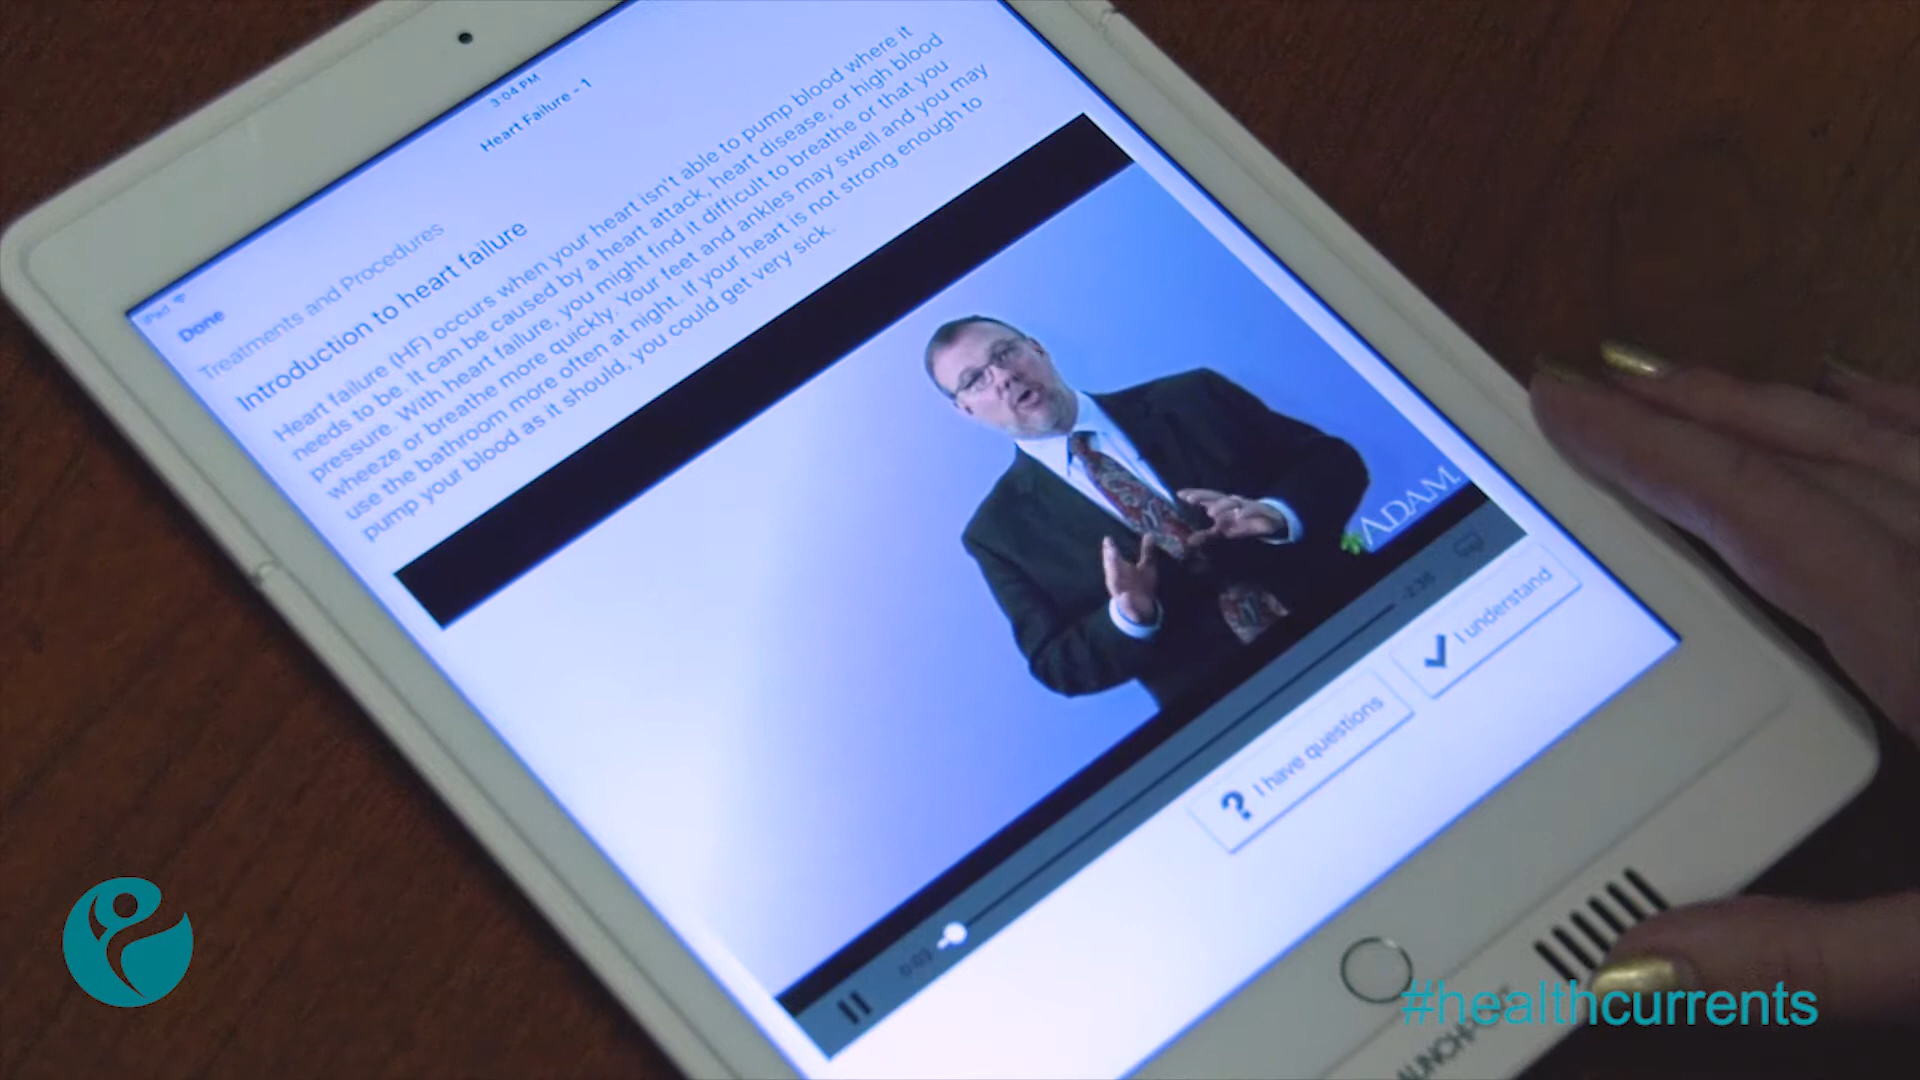 iPad
3:04 PM
Heart Failure - 1
Done
Treatments and Procedures
Introduction to heart failure
Heart failure (HF) occurs when your heart isn't able to pump blood where it
needs to be. It can be caused by a heart attack, heart disease, or high blood
pressure. With heart failure, you might find it difficult to breathe or that you
wheeze or breathe more quickly. Your feet and ankles may swell and you may
use the bathroom more often at night. If your heart is not strong enough to
pump your blood as it should, you could get very sick.
ADAM.
0:03
-2:36
? I have questions
I understand
#healthcurrents